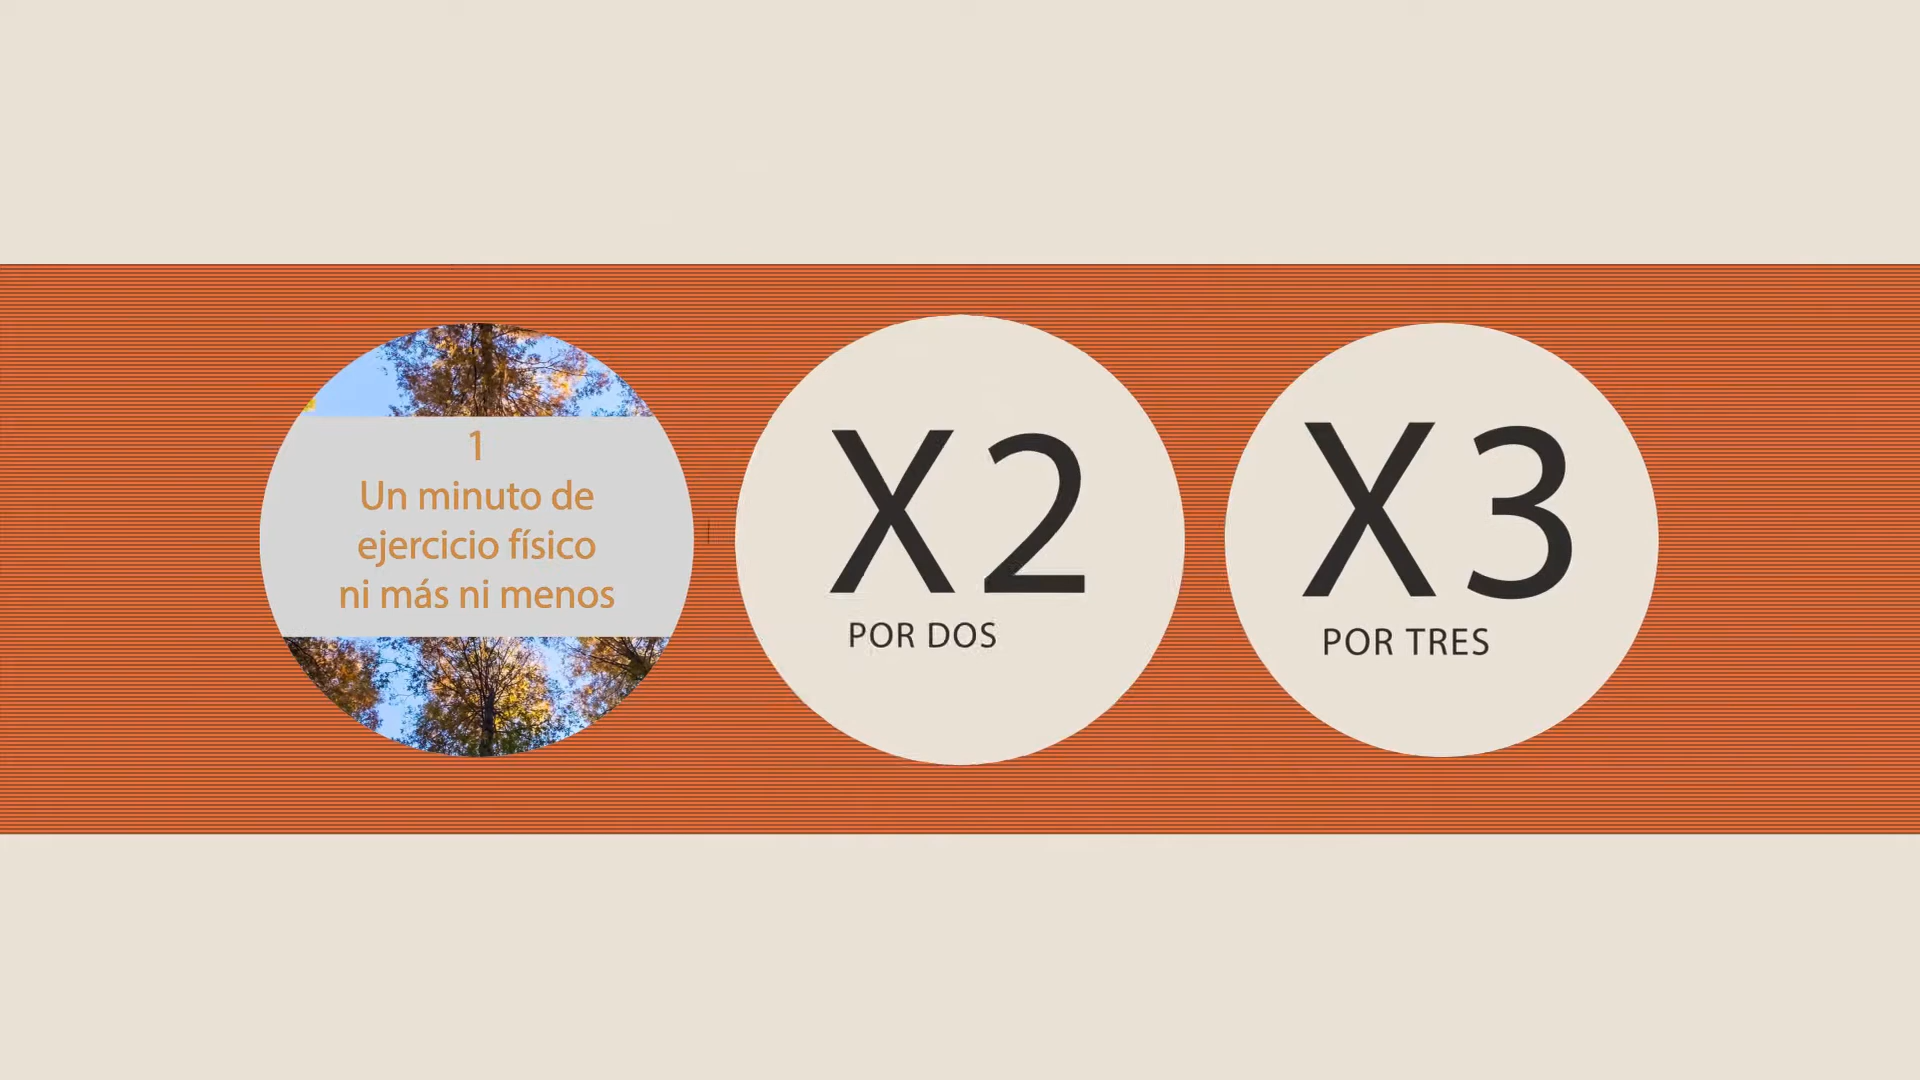 1
Un minuto de
ejercicio físico
ni más ni menos
X2
POR DOS
X3
POR TRES